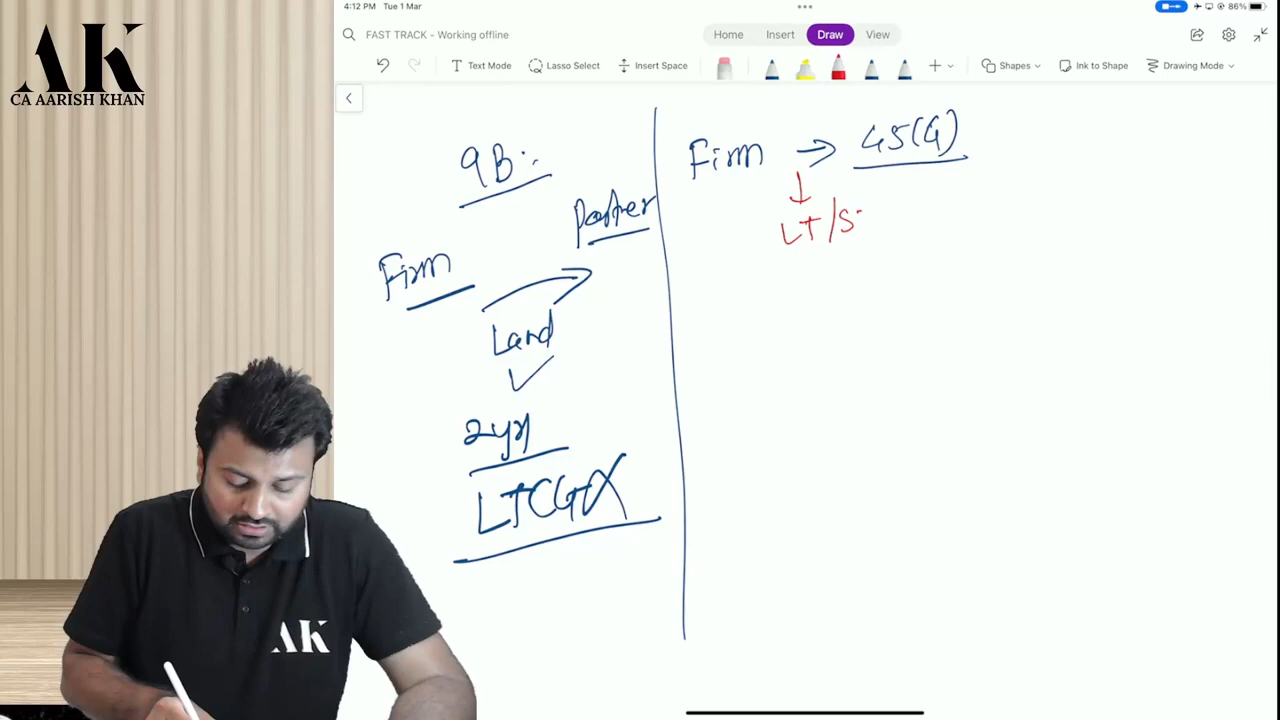 4:12 PM Tue 1 Mar
86%
FAST TRACK - Working offline
Home Insert Draw View
Text Mode Lasso Select Insert Space Shapes Ink to Shape Drawing Mode
AK
CA AARISH KHAN
9B:
Firm
Partner
Land
2yr
LTCG
Firm → 45(4)
LT/S
AK